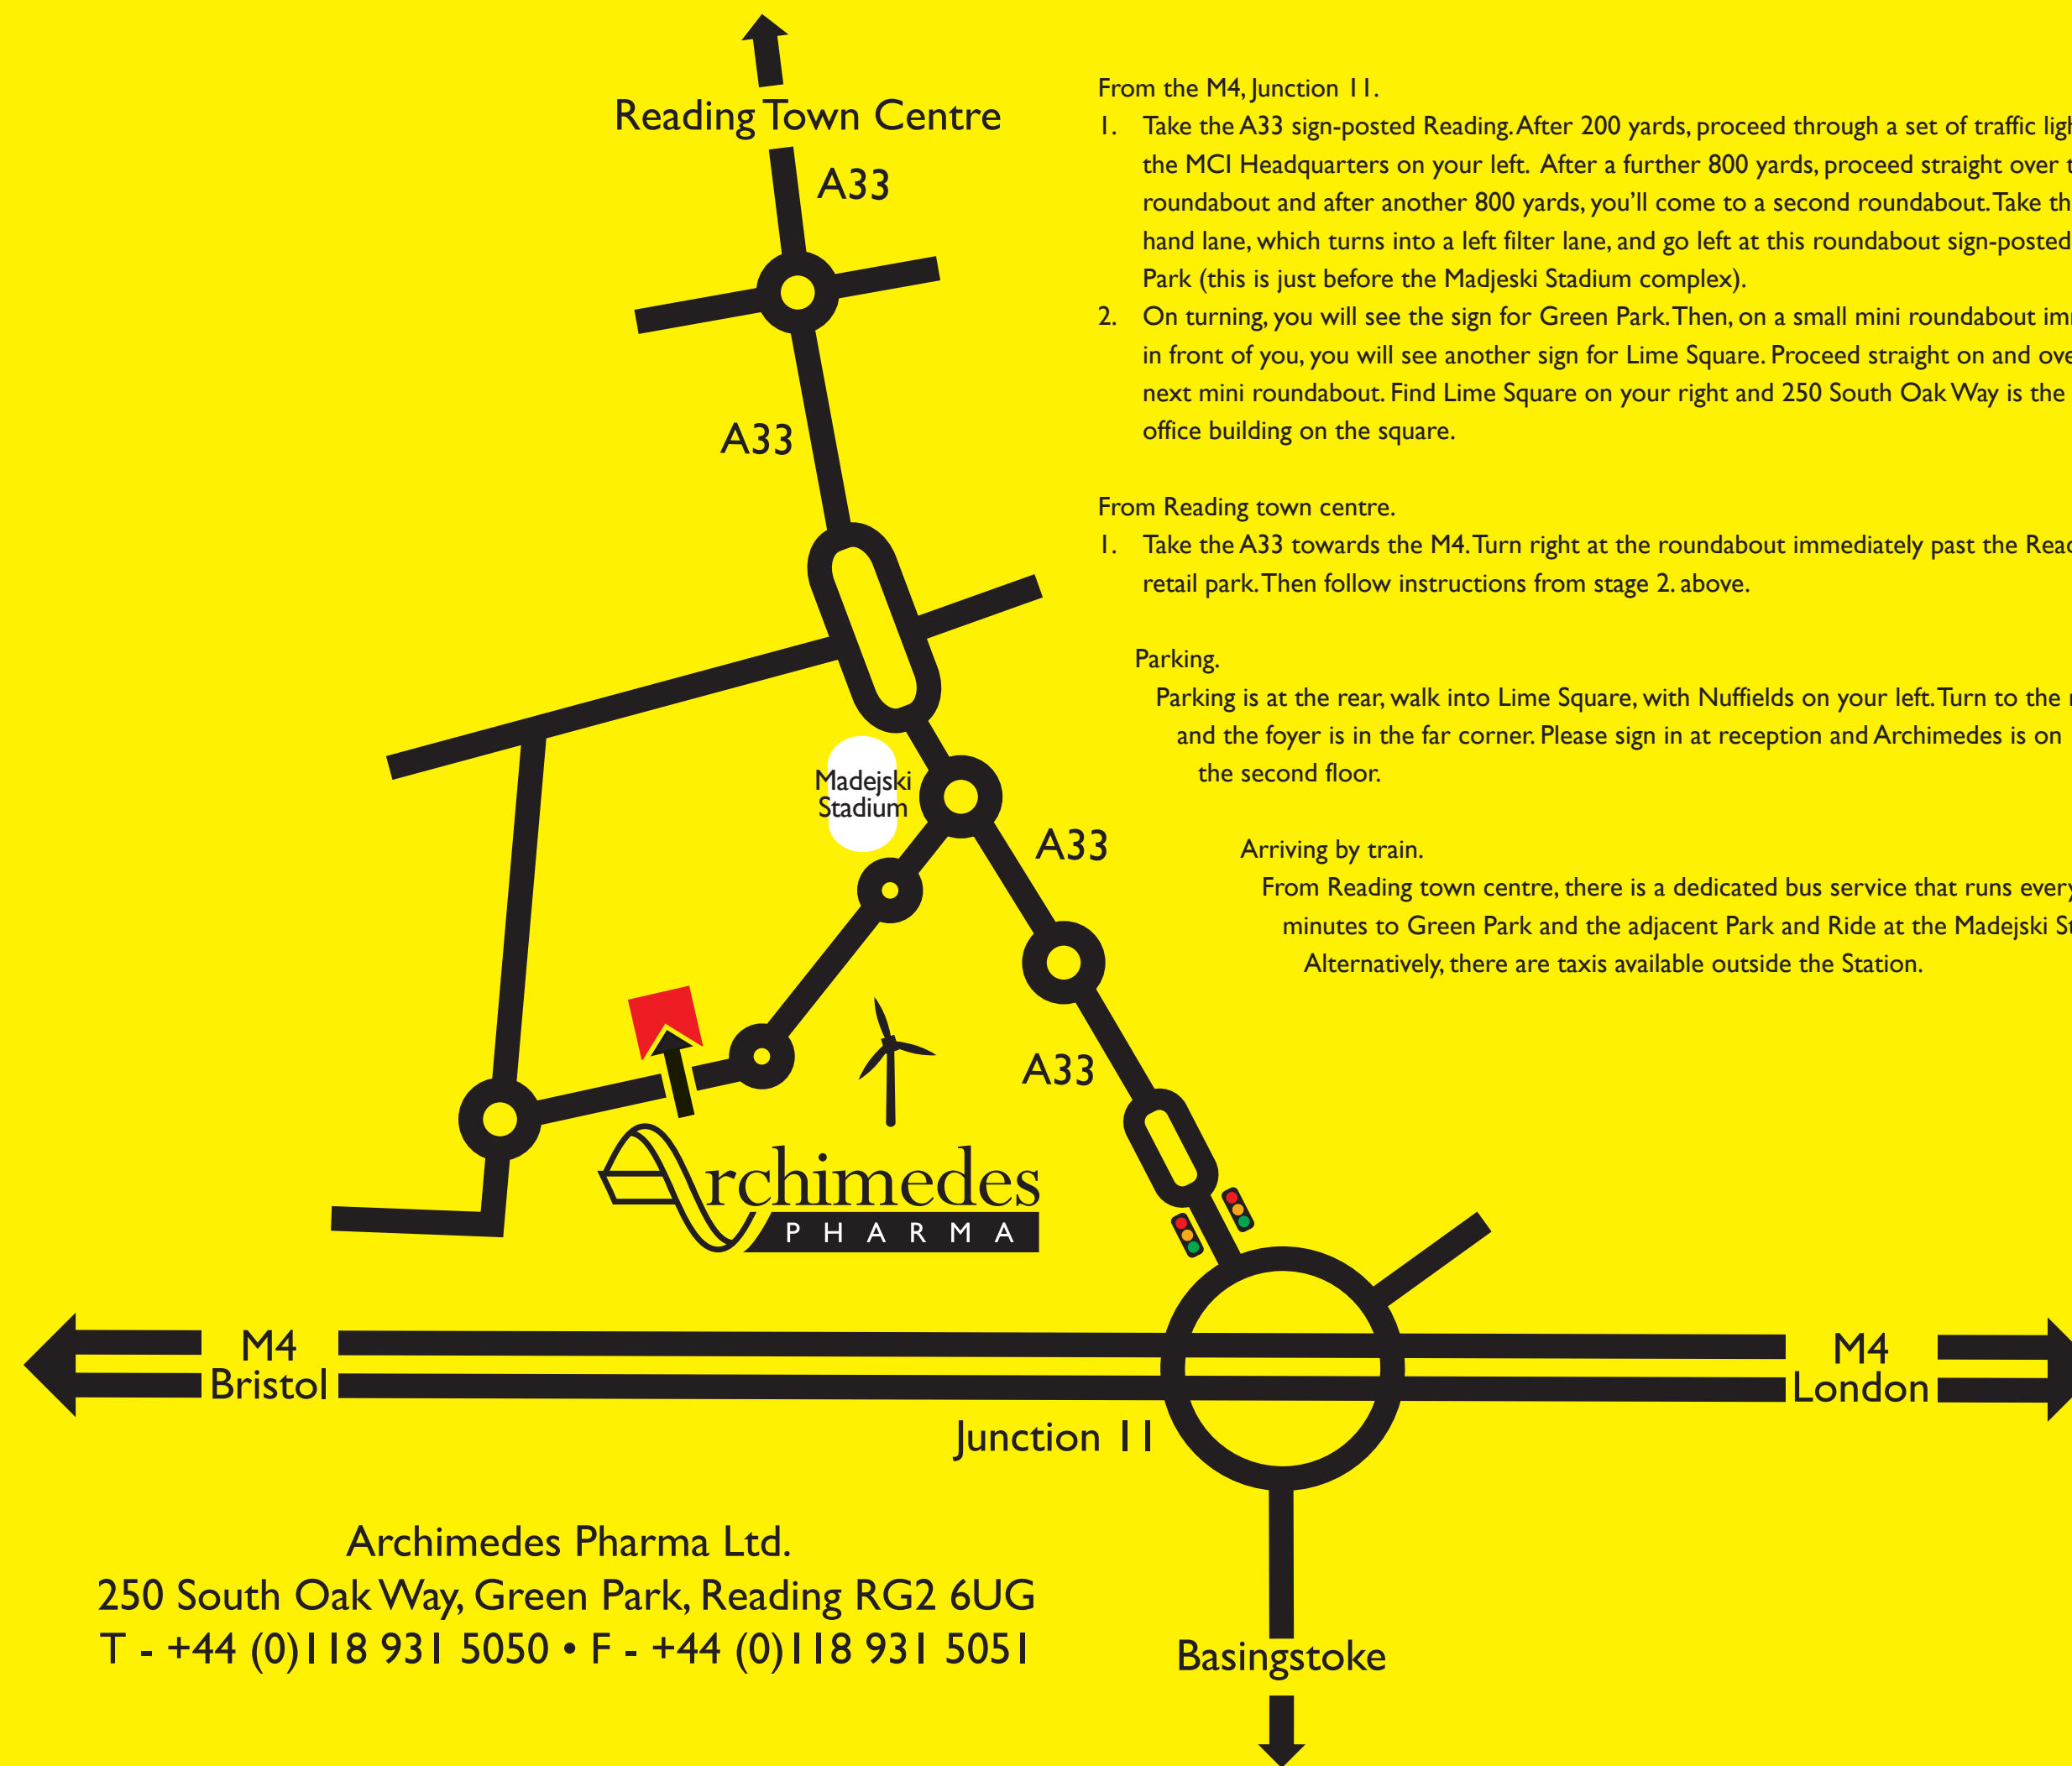 Reading Town Centre
A33
A33
Madejski
Stadium
A33
A33
Archimedes
PHARMA
M4
Bristol
M4
London
Junction 11
Basingstoke
From the M4, Junction 11.
1. Take the A33 sign-posted Reading. After 200 yards, proceed through a set of traffic
the MCI Headquarters on your left. After a further 800 yards, proceed straight over
roundabout and after another 800 yards, you'll come to a second roundabout. Take
hand lane, which turns into a left filter lane, and go left at this roundabout sign-posted
Park (this is just before the Madjeski Stadium complex).
2. On turning, you will see the sign for Green Park. Then, on a small mini roundabout
in front of you, you will see another sign for Lime Square. Proceed straight on and
next mini roundabout. Find Lime Square on your right and 250 South Oak Way is the
office building on the square.
From Reading town centre.
1. Take the A33 towards the M4. Turn right at the roundabout immediately past the
retail park. Then follow instructions from stage 2. above.
Parking.
Parking is at the rear, walk into Lime Square, with Nuffields on your left. Turn to the
and the foyer is in the far corner. Please sign in at reception and Archimedes is on
the second floor.
Arriving by train.
From Reading town centre, there is a dedicated bus service that runs every
minutes to Green Park and the adjacent Park and Ride at the Madejski
Alternatively, there are taxis available outside the Station.
Archimedes Pharma Ltd.
250 South Oak Way, Green Park, Reading RG2 6UG
T - +44 (0)118 931 5050 • F - +44 (0)118 931 5051